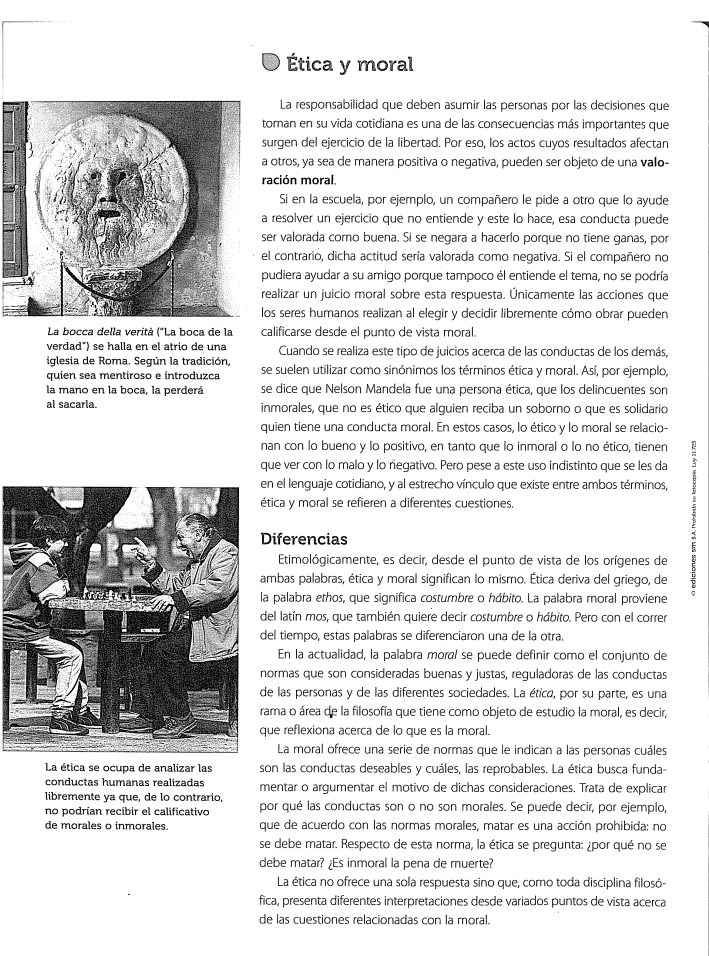 Ética y moral
La responsabilidad que deben asumir las personas por las decisiones que
toman en su vida cotidiana es una de las consecuencias más importantes que
surgen del ejercicio de la libertad. Por eso, los actos cuyos resultados afectan
a otros, ya sea de manera positiva o negativa, pueden ser objeto de una valo-
ración moral.
Si en la escuela, por ejemplo, un compañero le pide a otro que lo ayude
a resolver un ejercicio que no entiende y este lo hace, esa conducta puede
ser valorada como buena. Si se negara a hacerlo porque no tiene ganas, por
el contrario, dicha actitud sería valorada como negativa. Si el compañero no
pudiera ayudar a su amigo porque tampoco él entiende el tema, no se podría
realizar un juicio moral sobre esta respuesta. Únicamente las acciones que
los seres humanos realizan al elegir y decidir libremente cómo obrar pueden
calificarse desde el punto de vista moral.
Cuando se realiza este tipo de juicios acerca de las conductas de los demás,
se suelen utilizar como sinónimos los términos ética y moral. Así, por ejemplo,
se dice que Nelson Mandela fue una persona ética, que los delincuentes son
inmorales, que no es ético que alguien reciba un soborno o que es solidario
quien tiene una conducta moral. En estos casos, lo ético y lo moral se relacio-
nan con lo bueno y lo positivo, en tanto que lo inmoral o lo no ético, tienen
que ver con lo malo y lo negativo. Pero pese a este uso indistinto que se les da
en el lenguaje cotidiano, y al estrecho vínculo que existe entre ambos términos,
ética y moral se refieren a diferentes cuestiones.
La bocca della verità ("La boca de la
verdad") se halla en el atrio de una
iglesia de Roma. Según la tradición,
quien sea mentiroso e introduzca
la mano en la boca, la perderá
al sacarla.
Diferencias
Etimológicamente, es decir, desde el punto de vista de los orígenes de
ambas palabras, ética y moral significan lo mismo. Ética deriva del griego, de
la palabra ethos, que significa costumbre o hábito. La palabra moral proviene
del latín mos, que también quiere decir costumbre o hábito. Pero con el correr
del tiempo, estas palabras se diferenciaron una de la otra.
En la actualidad, la palabra moral se puede definir como el conjunto de
normas que son consideradas buenas y justas, reguladoras de las conductas
de las personas y de las diferentes sociedades. La ética, por su parte, es una
rama o área de la filosofía que tiene como objeto de estudio la moral, es decir,
que reflexiona acerca de lo que es la moral.
La moral ofrece una serie de normas que le indican a las personas cuáles
son las conductas deseables y cuáles, las reprobables. La ética busca funda-
mentar o argumentar el motivo de dichas consideraciones. Trata de explicar
por qué las conductas son o no son morales. Se puede decir, por ejemplo,
que de acuerdo con las normas morales, matar es una acción prohibida: no
se debe matar. Respecto de esta norma, la ética se pregunta: ¿por qué no se
debe matar? ¿Es inmoral la pena de muerte?
La ética no ofrece una sola respuesta sino que, como toda disciplina filosó-
fica, presenta diferentes interpretaciones desde variados puntos de vista acerca
de las cuestiones relacionadas con la moral.
La ética se ocupa de analizar las
conductas humanas realizadas
libremente ya que, de lo contrario,
no podrían recibir el calificativo
de morales o inmorales.
© ediciones sm S.A. Prohibida su fotocopia. Ley 11.723